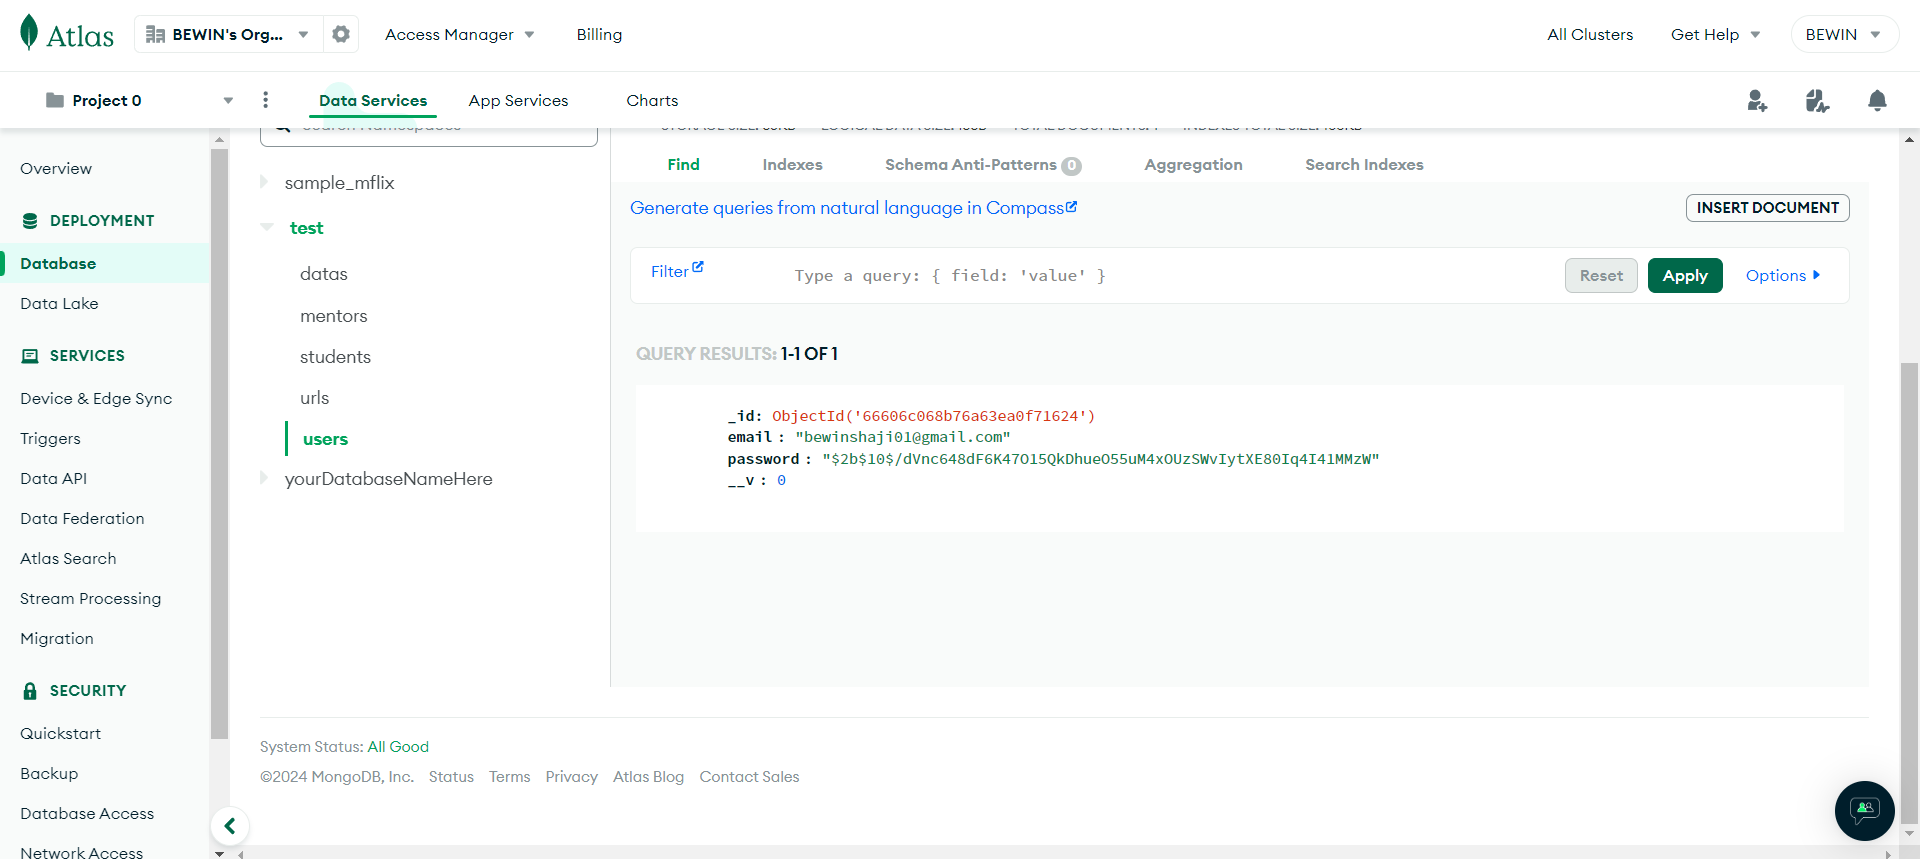 Atlas
BEWIN's Org...
Access Manager
Billing
All Clusters
Get Help
BEWIN
Project 0
Data Services
App Services
Charts
Overview
DEPLOYMENT
Database
Data Lake
SERVICES
Device & Edge Sync
Triggers
Data API
Data Federation
Atlas Search
Stream Processing
Migration
SECURITY
Quickstart
Backup
Database Access
Network Access
Search Namespaces
sample_mflix
test
datas
mentors
students
urls
users
yourDatabaseNameHere
Find
Indexes
Schema Anti-Patterns 0
Aggregation
Search Indexes
Generate queries from natural language in Compass
INSERT DOCUMENT
Filter
Type a query: { field: 'value' }
Reset
Apply
Options
QUERY RESULTS: 1-1 OF 1
_id: ObjectId('66606c068b76a63ea0f71624')
email : "bewinshaji01@gmail.com"
password : "$2b$10$/dVnc648dF6K47O15QkDhueO55uM4xOUzSWvIytXE80Iq4I41MMzW"
__v : 0
System Status: All Good
©2024 MongoDB, Inc. Status Terms Privacy Atlas Blog Contact Sales